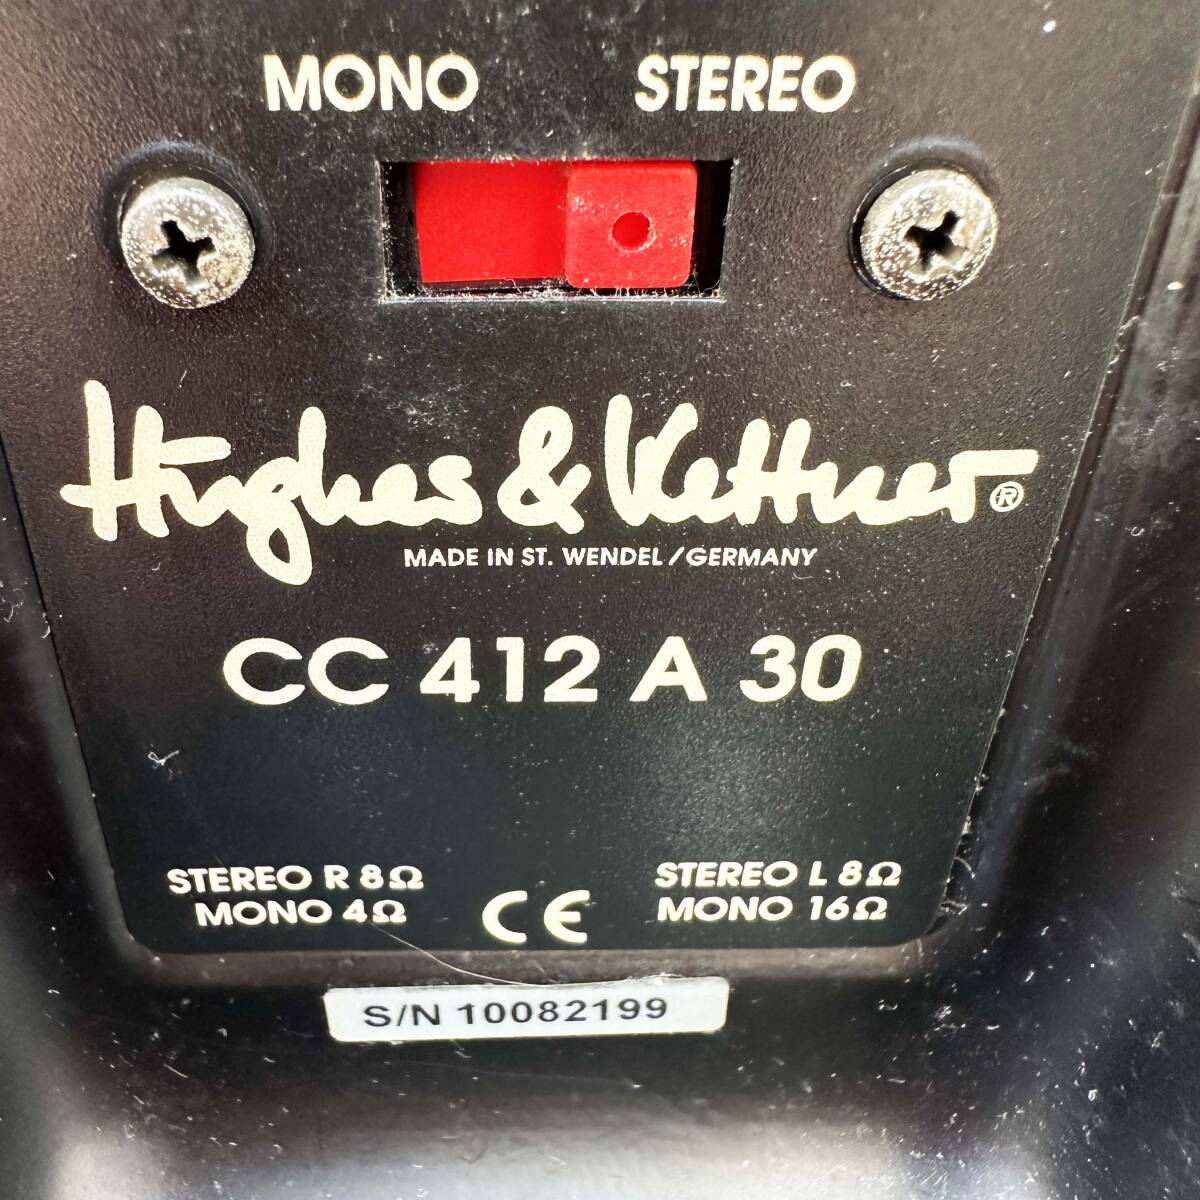 MONO STEREO
Hughes & Kettner®
MADE IN ST. WENDEL/GERMANY
CC 412 A 30
STEREO R 8Ω
MONO 4Ω
CE
STEREO L 8Ω
MONO 16Ω
S/N 10082199